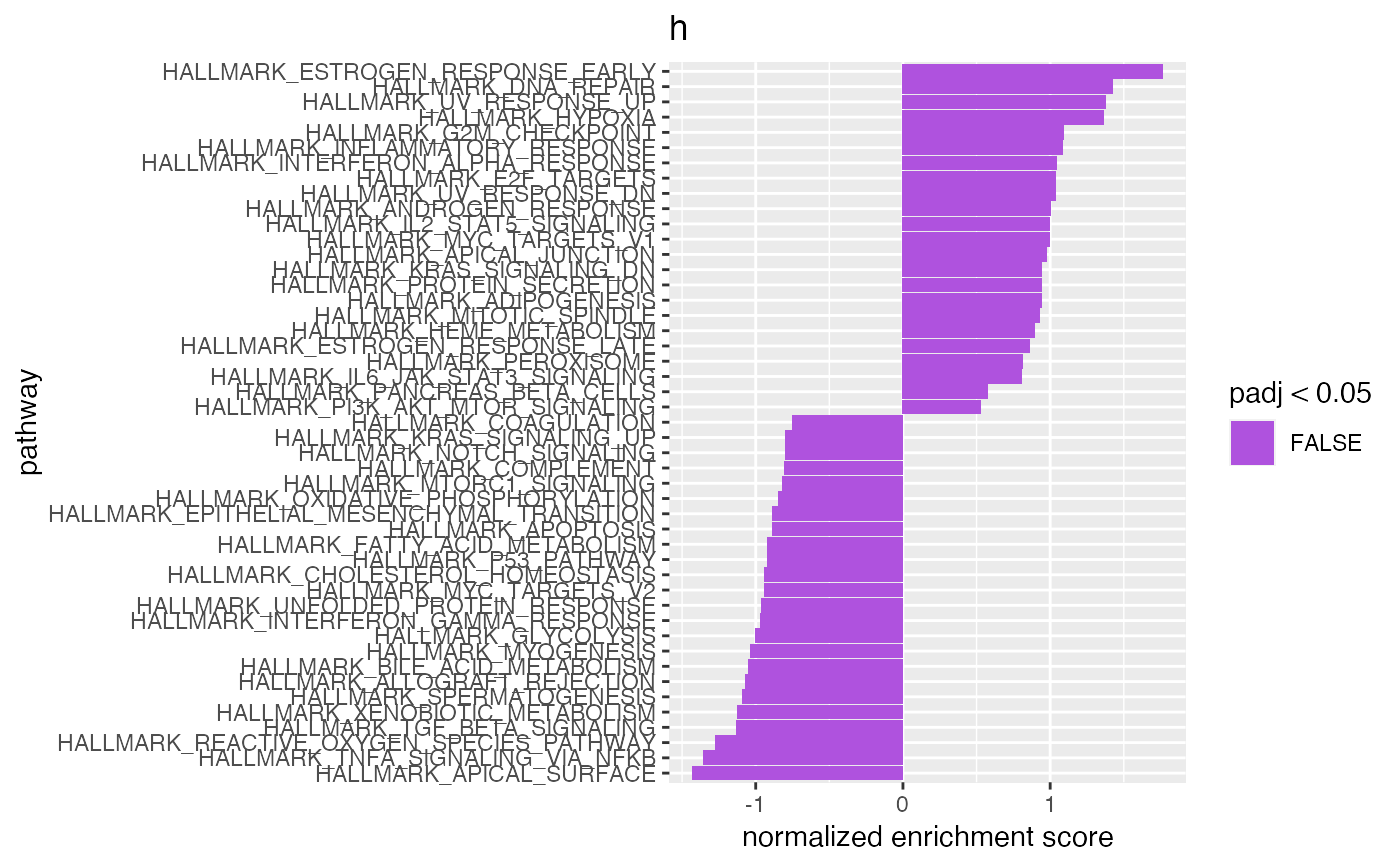 h
HALLMARK_ESTROGEN_RESPONSE_EARLY
HALLMARK_DNA_REPAIR
HALLMARK_UV_RESPONSE_UP
HALLMARK_HYPOXIA
HALLMARK_G2M_CHECKPOINT
HALLMARK_INFLAMMATORY_RESPONSE
HALLMARK_INTERFERON_ALPHA_RESPONSE
HALLMARK_E2F_TARGETS
HALLMARK_UV_RESPONSE_DN
HALLMARK_ANDROGEN_RESPONSE
HALLMARK_IL2_STAT5_SIGNALING
HALLMARK_MYC_TARGETS_V1
HALLMARK_APICAL_JUNCTION
HALLMARK_KRAS_SIGNALING_DN
HALLMARK_PROTEIN_SECRETION
HALLMARK_ADIPOGENESIS
HALLMARK_MITOTIC_SPINDLE
HALLMARK_HEME_METABOLISM
HALLMARK_ESTROGEN_RESPONSE_LATE
HALLMARK_PEROXISOME
HALLMARK_IL6_JAK_STAT3_SIGNALING
HALLMARK_PANCREAS_BETA_CELLS
HALLMARK_PI3K_AKT_MTOR_SIGNALING
HALLMARK_COAGULATION
HALLMARK_KRAS_SIGNALING_UP
HALLMARK_NOTCH_SIGNALING
HALLMARK_COMPLEMENT
HALLMARK_MTORC1_SIGNALING
HALLMARK_OXIDATIVE_PHOSPHORYLATION
HALLMARK_EPITHELIAL_MESENCHYMAL_TRANSITION
HALLMARK_APOPTOSIS
HALLMARK_FATTY_ACID_METABOLISM
HALLMARK_P53_PATHWAY
HALLMARK_CHOLESTEROL_HOMEOSTASIS
HALLMARK_MYC_TARGETS_V2
HALLMARK_UNFOLDED_PROTEIN_RESPONSE
HALLMARK_INTERFERON_GAMMA_RESPONSE
HALLMARK_GLYCOLYSIS
HALLMARK_MYOGENESIS
HALLMARK_BILE_ACID_METABOLISM
HALLMARK_ALLOGRAFT_REJECTION
HALLMARK_SPERMATOGENESIS
HALLMARK_XENOBIOTIC_METABOLISM
HALLMARK_TGF_BETA_SIGNALING
HALLMARK_REACTIVE_OXYGEN_SPECIES_PATHWAY
HALLMARK_TNFA_SIGNALING_VIA_NFKB
HALLMARK_APICAL_SURFACE
pathway
-1 0 1
normalized enrichment score
padj < 0.05
FALSE